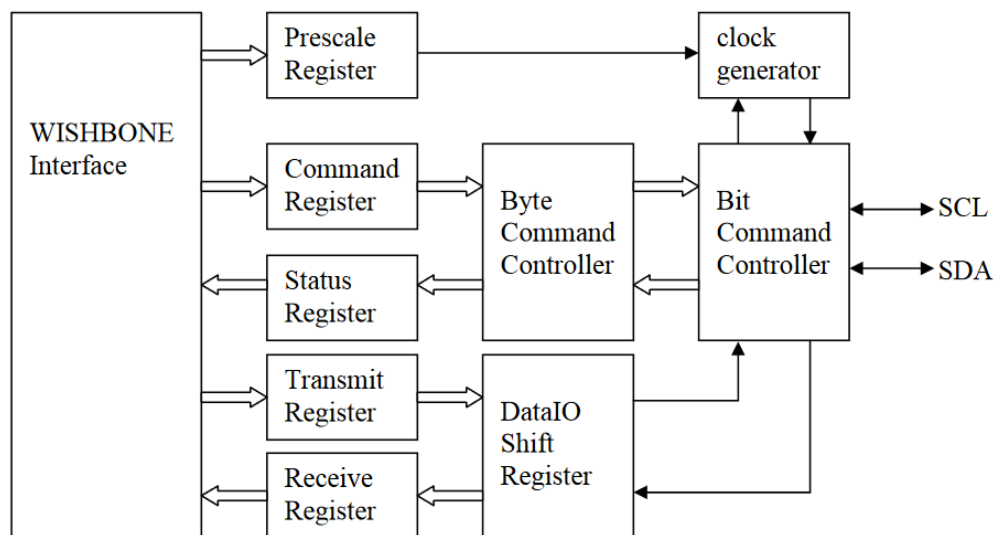 Prescale
Register
clock
generator
WISHBONE
Interface
Command
Register
Byte
Command
Controller
Bit
Command
Controller
SCL
SDA
Status
Register
Transmit
Register
DataIO
Shift
Register
Receive
Register